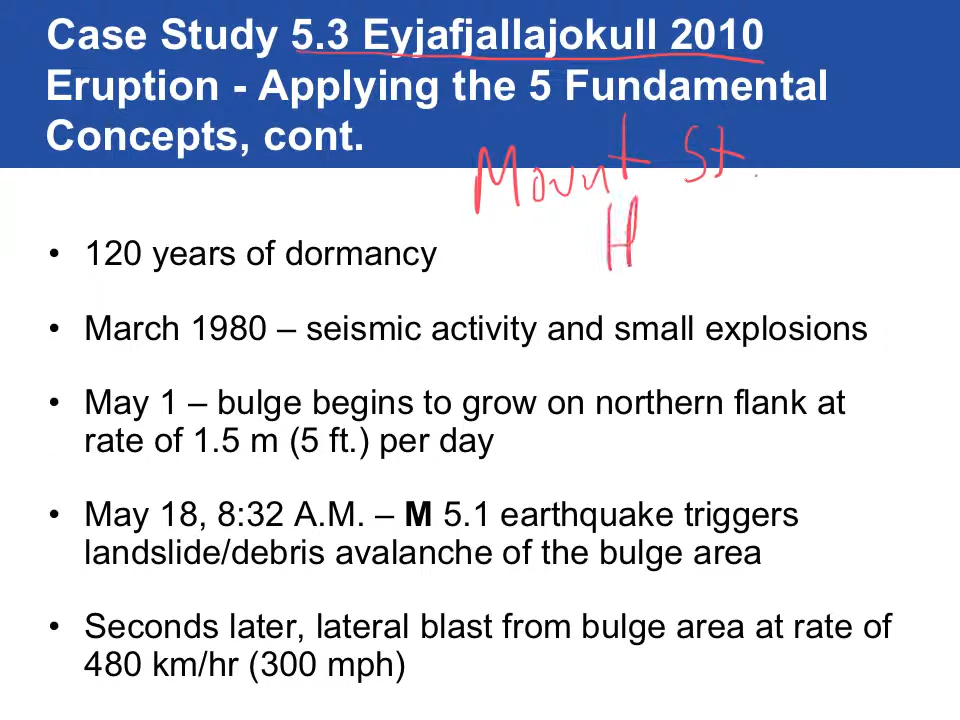 Case Study 5.3 Eyjafjallajokull 2010
Eruption - Applying the 5 Fundamental
Concepts, cont.
Mount St.
H
• 120 years of dormancy
• March 1980 – seismic activity and small explosions
• May 1 – bulge begins to grow on northern flank at
rate of 1.5 m (5 ft.) per day
• May 18, 8:32 A.M. – M 5.1 earthquake triggers
landslide/debris avalanche of the bulge area
• Seconds later, lateral blast from bulge area at rate of
480 km/hr (300 mph)